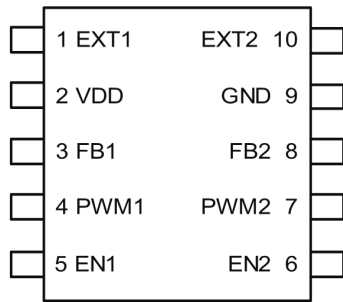 1 EXT1 EXT2 10
2 VDD GND 9
3 FB1 FB2 8
4 PWM1 PWM2 7
5 EN1 EN2 6